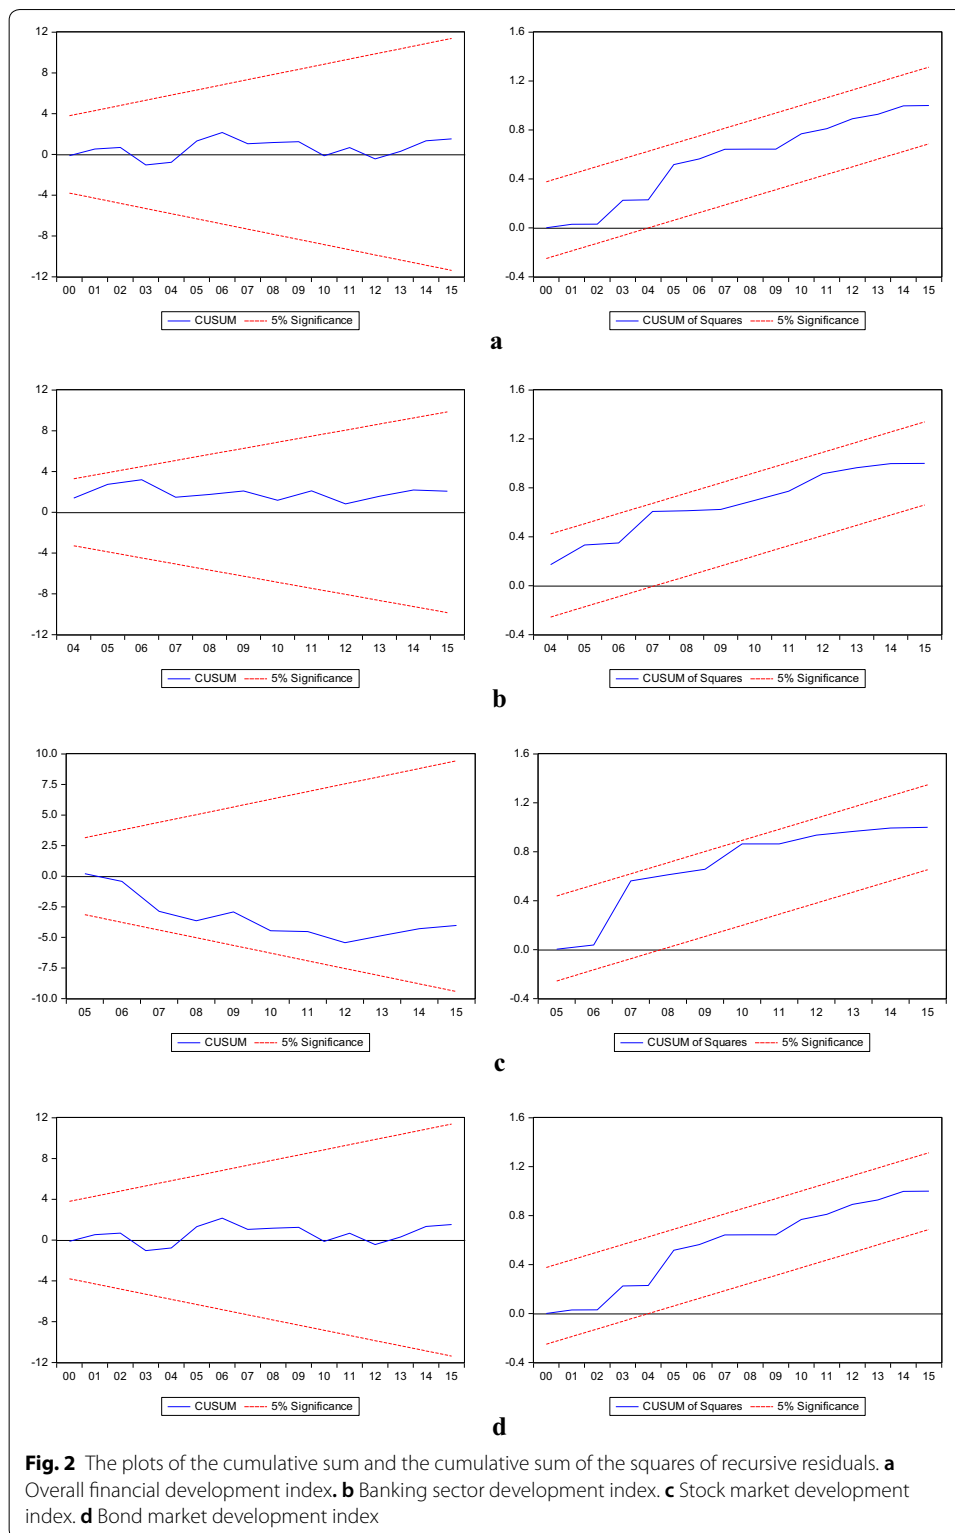 12
8
4
0
-4
-8
-12
00 01 02 03 04 05 06 07 08 09 10 11 12 13 14 15
CUSUM 5% Significance
1.6
1.2
0.8
0.4
0.0
-0.4
00 01 02 03 04 05 06 07 08 09 10 11 12 13 14 15
CUSUM of Squares 5% Significance
a
12
8
4
0
-4
-8
-12
04 05 06 07 08 09 10 11 12 13 14 15
CUSUM 5% Significance
1.6
1.2
0.8
0.4
0.0
-0.4
04 05 06 07 08 09 10 11 12 13 14 15
CUSUM of Squares 5% Significance
b
10.0
7.5
5.0
2.5
0.0
-2.5
-5.0
-7.5
-10.0
05 06 07 08 09 10 11 12 13 14 15
CUSUM 5% Significance
1.6
1.2
0.8
0.4
0.0
-0.4
05 06 07 08 09 10 11 12 13 14 15
CUSUM of Squares 5% Significance
c
12
8
4
0
-4
-8
-12
00 01 02 03 04 05 06 07 08 09 10 11 12 13 14 15
CUSUM 5% Significance
1.6
1.2
0.8
0.4
0.0
-0.4
00 01 02 03 04 05 06 07 08 09 10 11 12 13 14 15
CUSUM of Squares 5% Significance
d
Fig. 2 The plots of the cumulative sum and the cumulative sum of the squares of recursive residuals. a
Overall financial development index. b Banking sector development index. c Stock market development
index. d Bond market development index